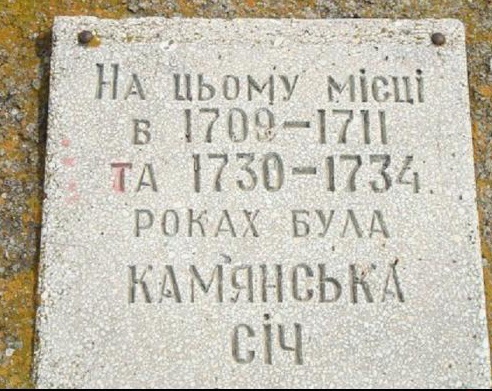 На цьому місці
в 1709-1711
та 1730-1734
роках була
Кам'янська
Січ